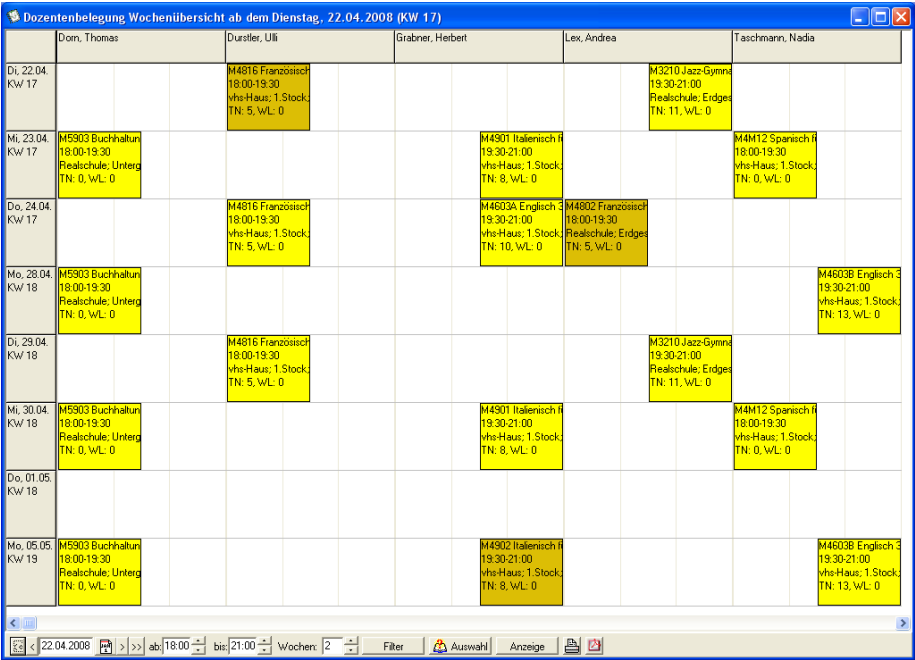 Dozentenbelegung Wochenübersicht ab dem Dienstag, 22.04.2008 (KW 17)
Dorn, Thomas
Durstler, Ulli
Grabner, Herbert
Lex, Andrea
Taschmann, Nadia
Di, 22.04.
KW 17
M4816 Französisch
18:00-19:30
vhs-Haus; 1.Stock;
TN: 5, WL: 0
M3210 Jazz-Gymna
19:30-21:00
Realschule; Erdges
TN: 11, WL: 0
Mi, 23.04.
KW 17
M5903 Buchhaltun
18:00-19:30
Realschule; Unterg
TN: 0, WL: 0
M4901 Italienisch fü
19:30-21:00
vhs-Haus; 1.Stock;
TN: 8, WL: 0
M4M12 Spanisch fü
18:00-19:30
vhs-Haus; 1.Stock;
TN: 0, WL: 0
Do, 24.04.
KW 17
M4816 Französisch
18:00-19:30
vhs-Haus; 1.Stock;
TN: 5, WL: 0
M4603A Englisch 3
19:30-21:00
vhs-Haus; 1.Stock;
TN: 10, WL: 0
M4802 Französisch
18:00-19:30
Realschule; Erdges
TN: 5, WL: 0
Mo, 28.04.
KW 18
M5903 Buchhaltun
18:00-19:30
Realschule; Unterg
TN: 0, WL: 0
M4603B Englisch 3
19:30-21:00
vhs-Haus; 1.Stock;
TN: 13, WL: 0
Di, 29.04.
KW 18
M4816 Französisch
18:00-19:30
vhs-Haus; 1.Stock;
TN: 5, WL: 0
M3210 Jazz-Gymna
19:30-21:00
Realschule; Erdges
TN: 11, WL: 0
Mi, 30.04.
KW 18
M5903 Buchhaltun
18:00-19:30
Realschule; Unterg
TN: 0, WL: 0
M4901 Italienisch fü
19:30-21:00
vhs-Haus; 1.Stock;
TN: 8, WL: 0
M4M12 Spanisch fü
18:00-19:30
vhs-Haus; 1.Stock;
TN: 0, WL: 0
Do, 01.05.
KW 18
Mo, 05.05.
KW 19
M5903 Buchhaltun
18:00-19:30
Realschule; Unterg
TN: 0, WL: 0
M4902 Italienisch fü
19:30-21:00
vhs-Haus; 1.Stock;
TN: 8, WL: 0
M4603B Englisch 3
19:30-21:00
vhs-Haus; 1.Stock;
TN: 13, WL: 0
< 22.04.2008 > >> ab: 18:00 bis: 21:00 Wochen: 2 Filter Auswahl Anzeige